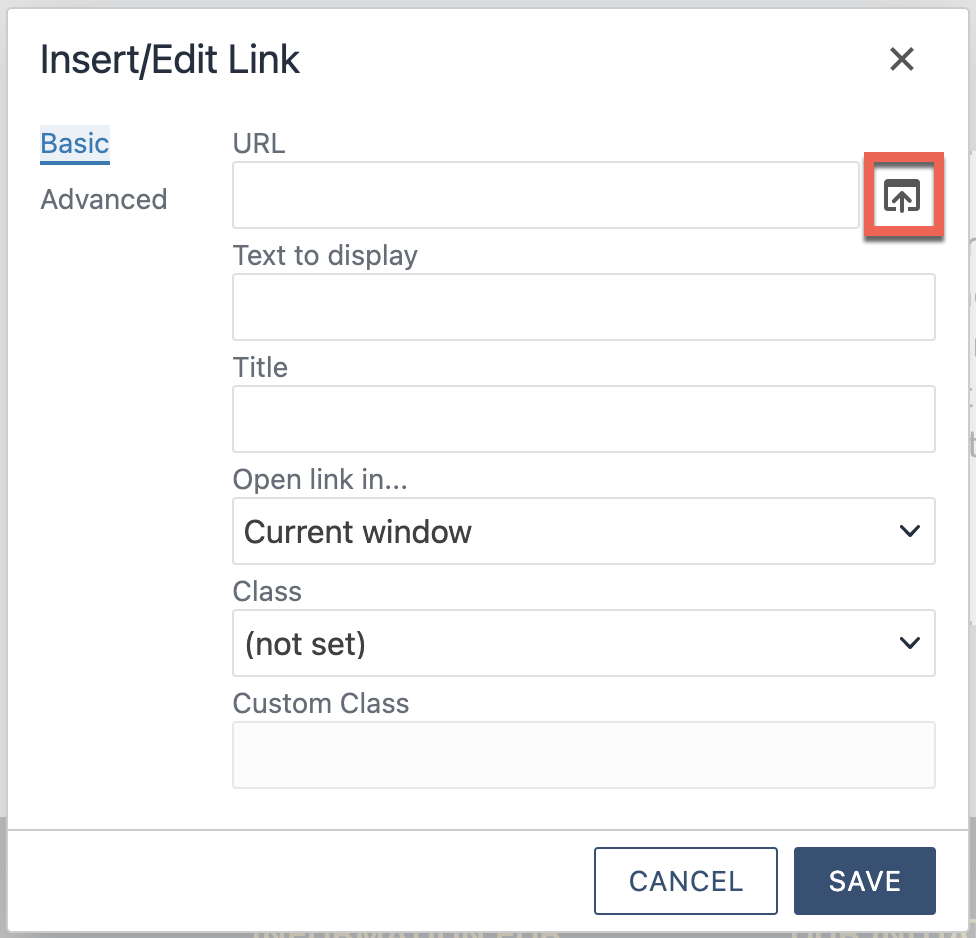 Insert/Edit Link
Basic
Advanced
URL
Text to display
Title
Open link in...
Current window
Class
(not set)
Custom Class
CANCEL
SAVE